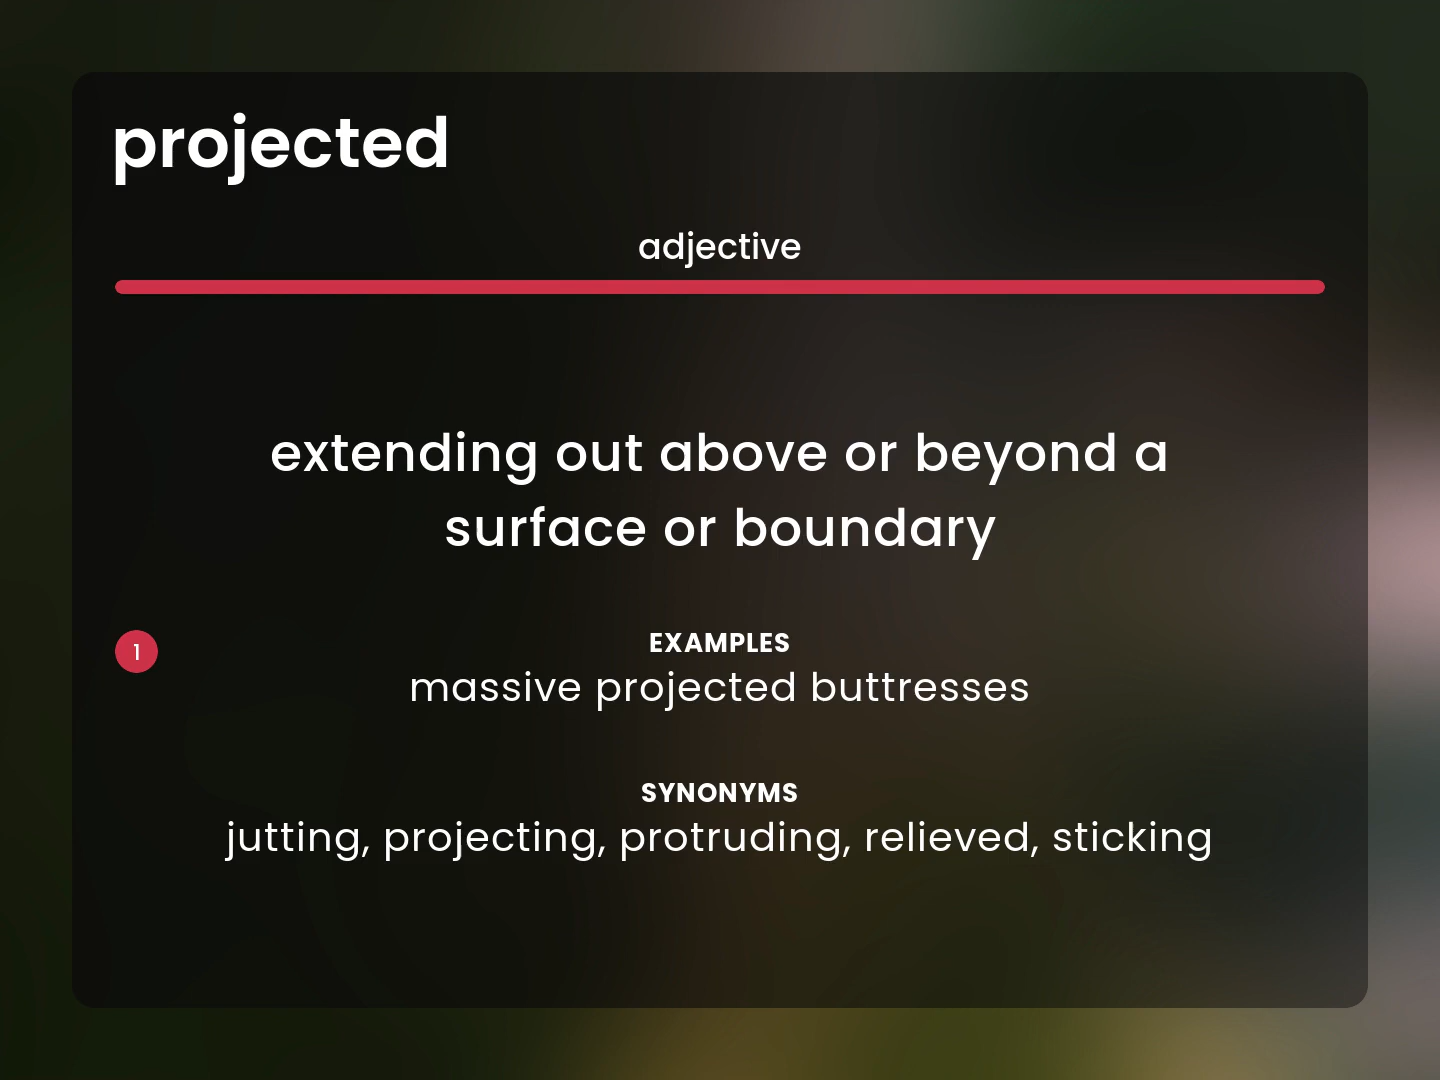 projected
adjective
extending out above or beyond a
surface or boundary
1
EXAMPLES
massive projected buttresses
SYNONYMS
jutting, projecting, protruding, relieved, sticking